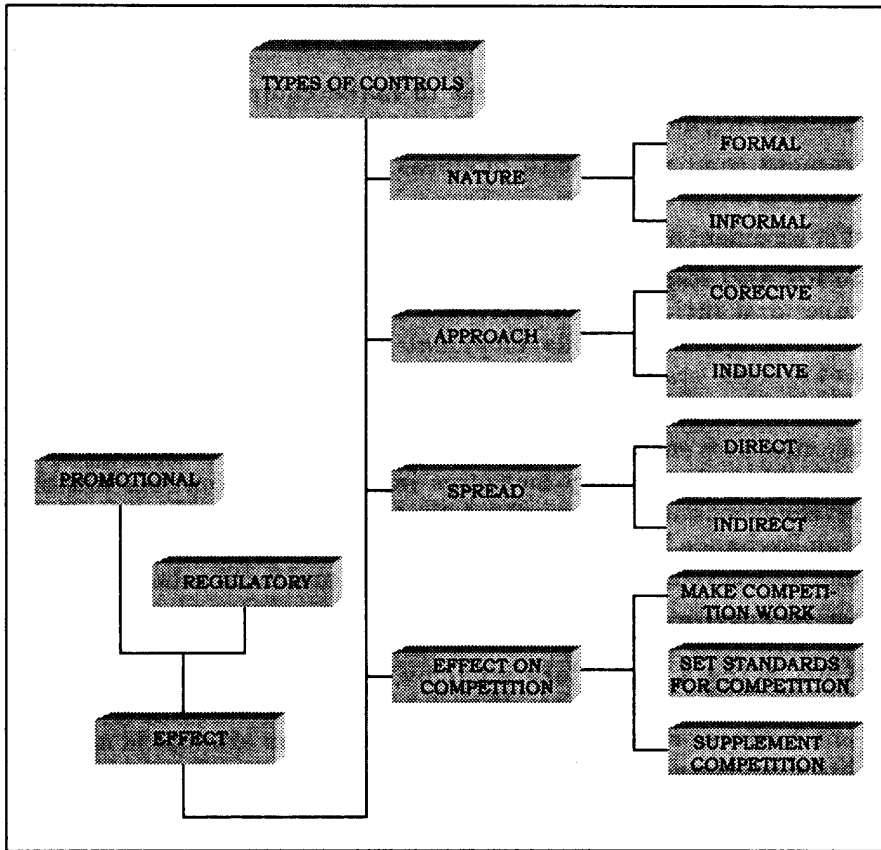 TYPES OF CONTROLS
NATURE
FORMAL
INFORMAL
APPROACH
CORECIVE
INDUCIVE
SPREAD
DIRECT
INDIRECT
EFFECT ON
COMPETITION
MAKE COMPETI-
TION WORK
SET STANDARDS
FOR COMPETITION
SUPPLEMENT
COMPETITION
PROMOTIONAL
REGULATORY
EFFECT